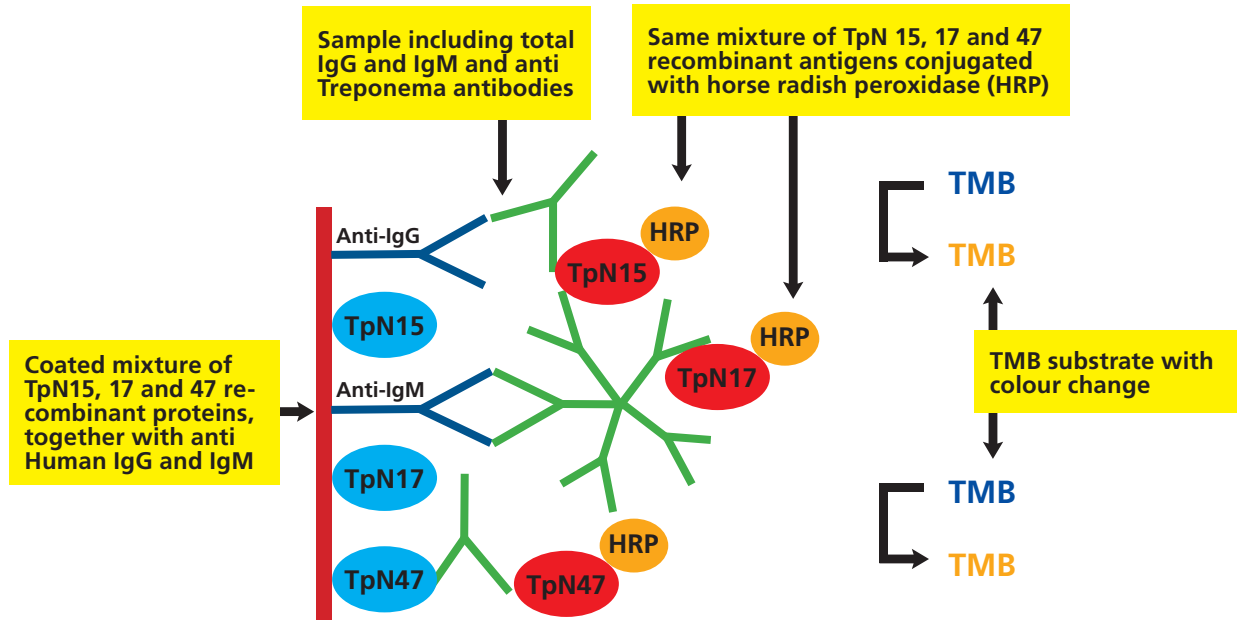 Sample including total
IgG and IgM and anti
Treponema antibodies
Same mixture of TpN 15, 17 and 47
recombinant antigens conjugated
with horse radish peroxidase (HRP)
TMB
TMB
Anti-IgG
HRP
TpN15
TpN15
HRP
TpN17
Coated mixture of
TpN15, 17 and 47 re-
combinant proteins,
together with anti
Human IgG and IgM
Anti-IgM
TMB substrate with
colour change
TpN17
TMB
TMB
HRP
TpN47
TpN47